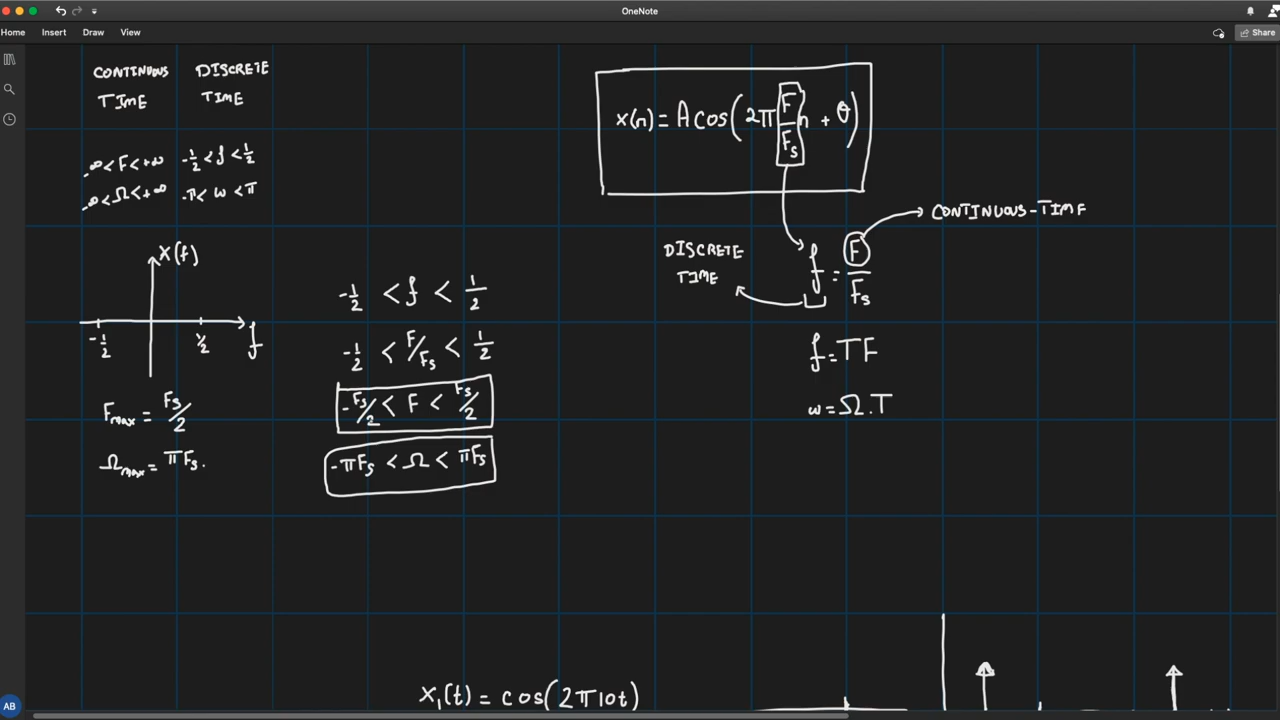 OneNote
Home Insert Draw View
Share
CONTINUOUS TIME
DISCRETE TIME
-∞ < F < +∞
-1/2 < f < 1/2
-∞ < Ω < +∞
-π < w < π
X(f)
-1/2
1/2
f
Fmax = Fs/2
Ωmax = πFs.
-1/2 < f < 1/2
-1/2 < F/Fs < 1/2
-Fs/2 < F < Fs/2
-πFs < Ω < πFs
x(n) = A cos(2π F/Fs n + θ)
CONTINUOUS-TIME
DISCRETE TIME
f = F/Fs
f = TF
w = Ω.T
x₁(t) = cos(2π10t)
AB